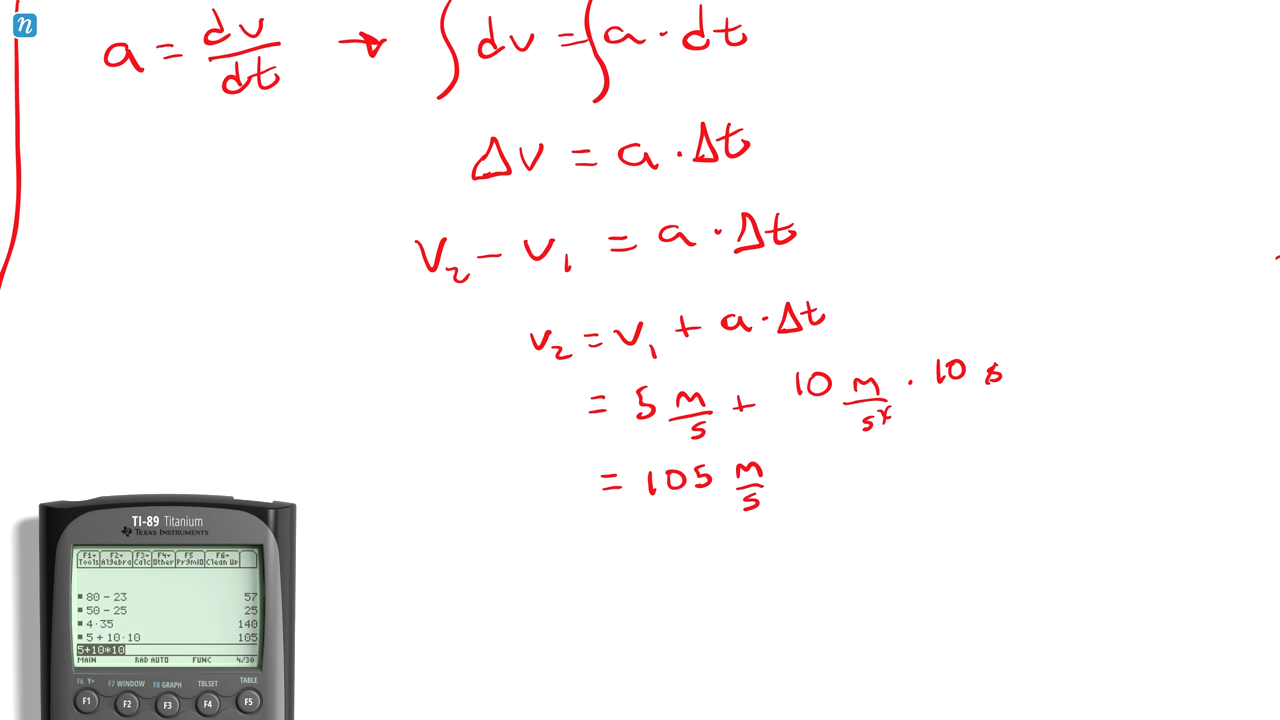 n
a = dv/dt → ∫dv = ∫a · dt
Δv = a · Δt
V₂ − v₁ = a · Δt
v₂ = v₁ + a · Δt
= 5 m/s + 10 m/s² · 10 s
= 105 m/s
TI-89 Titanium
TEXAS INSTRUMENTS
F1▾ Tools F2▾ Algebra F3▾ Calc F4▾ Other F5 PrgmIO F6▾ Clean Up
▪ 80 − 23 57
▪ 50 − 25 25
▪ 4·35 140
▪ 5 + 10·10 105
5+10*10
MAIN RAD AUTO FUNC 4/30
F6 Y= F7 WINDOW F8 GRAPH TBLSET TABLE
F1 F2 F3 F4 F5